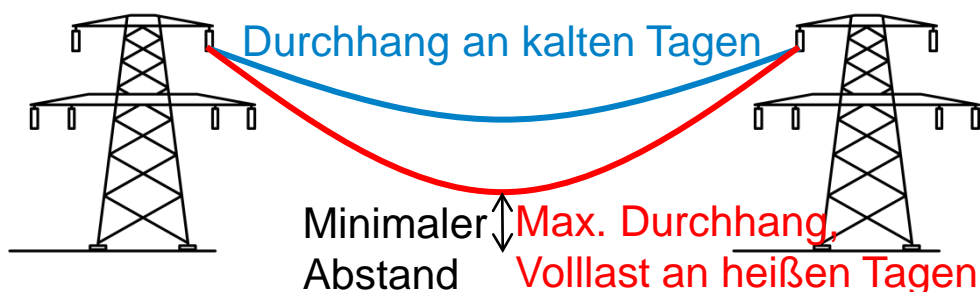 Durchhang an kalten Tagen
Minimaler
Abstand
Max. Durchhang,
Volllast an heißen Tagen